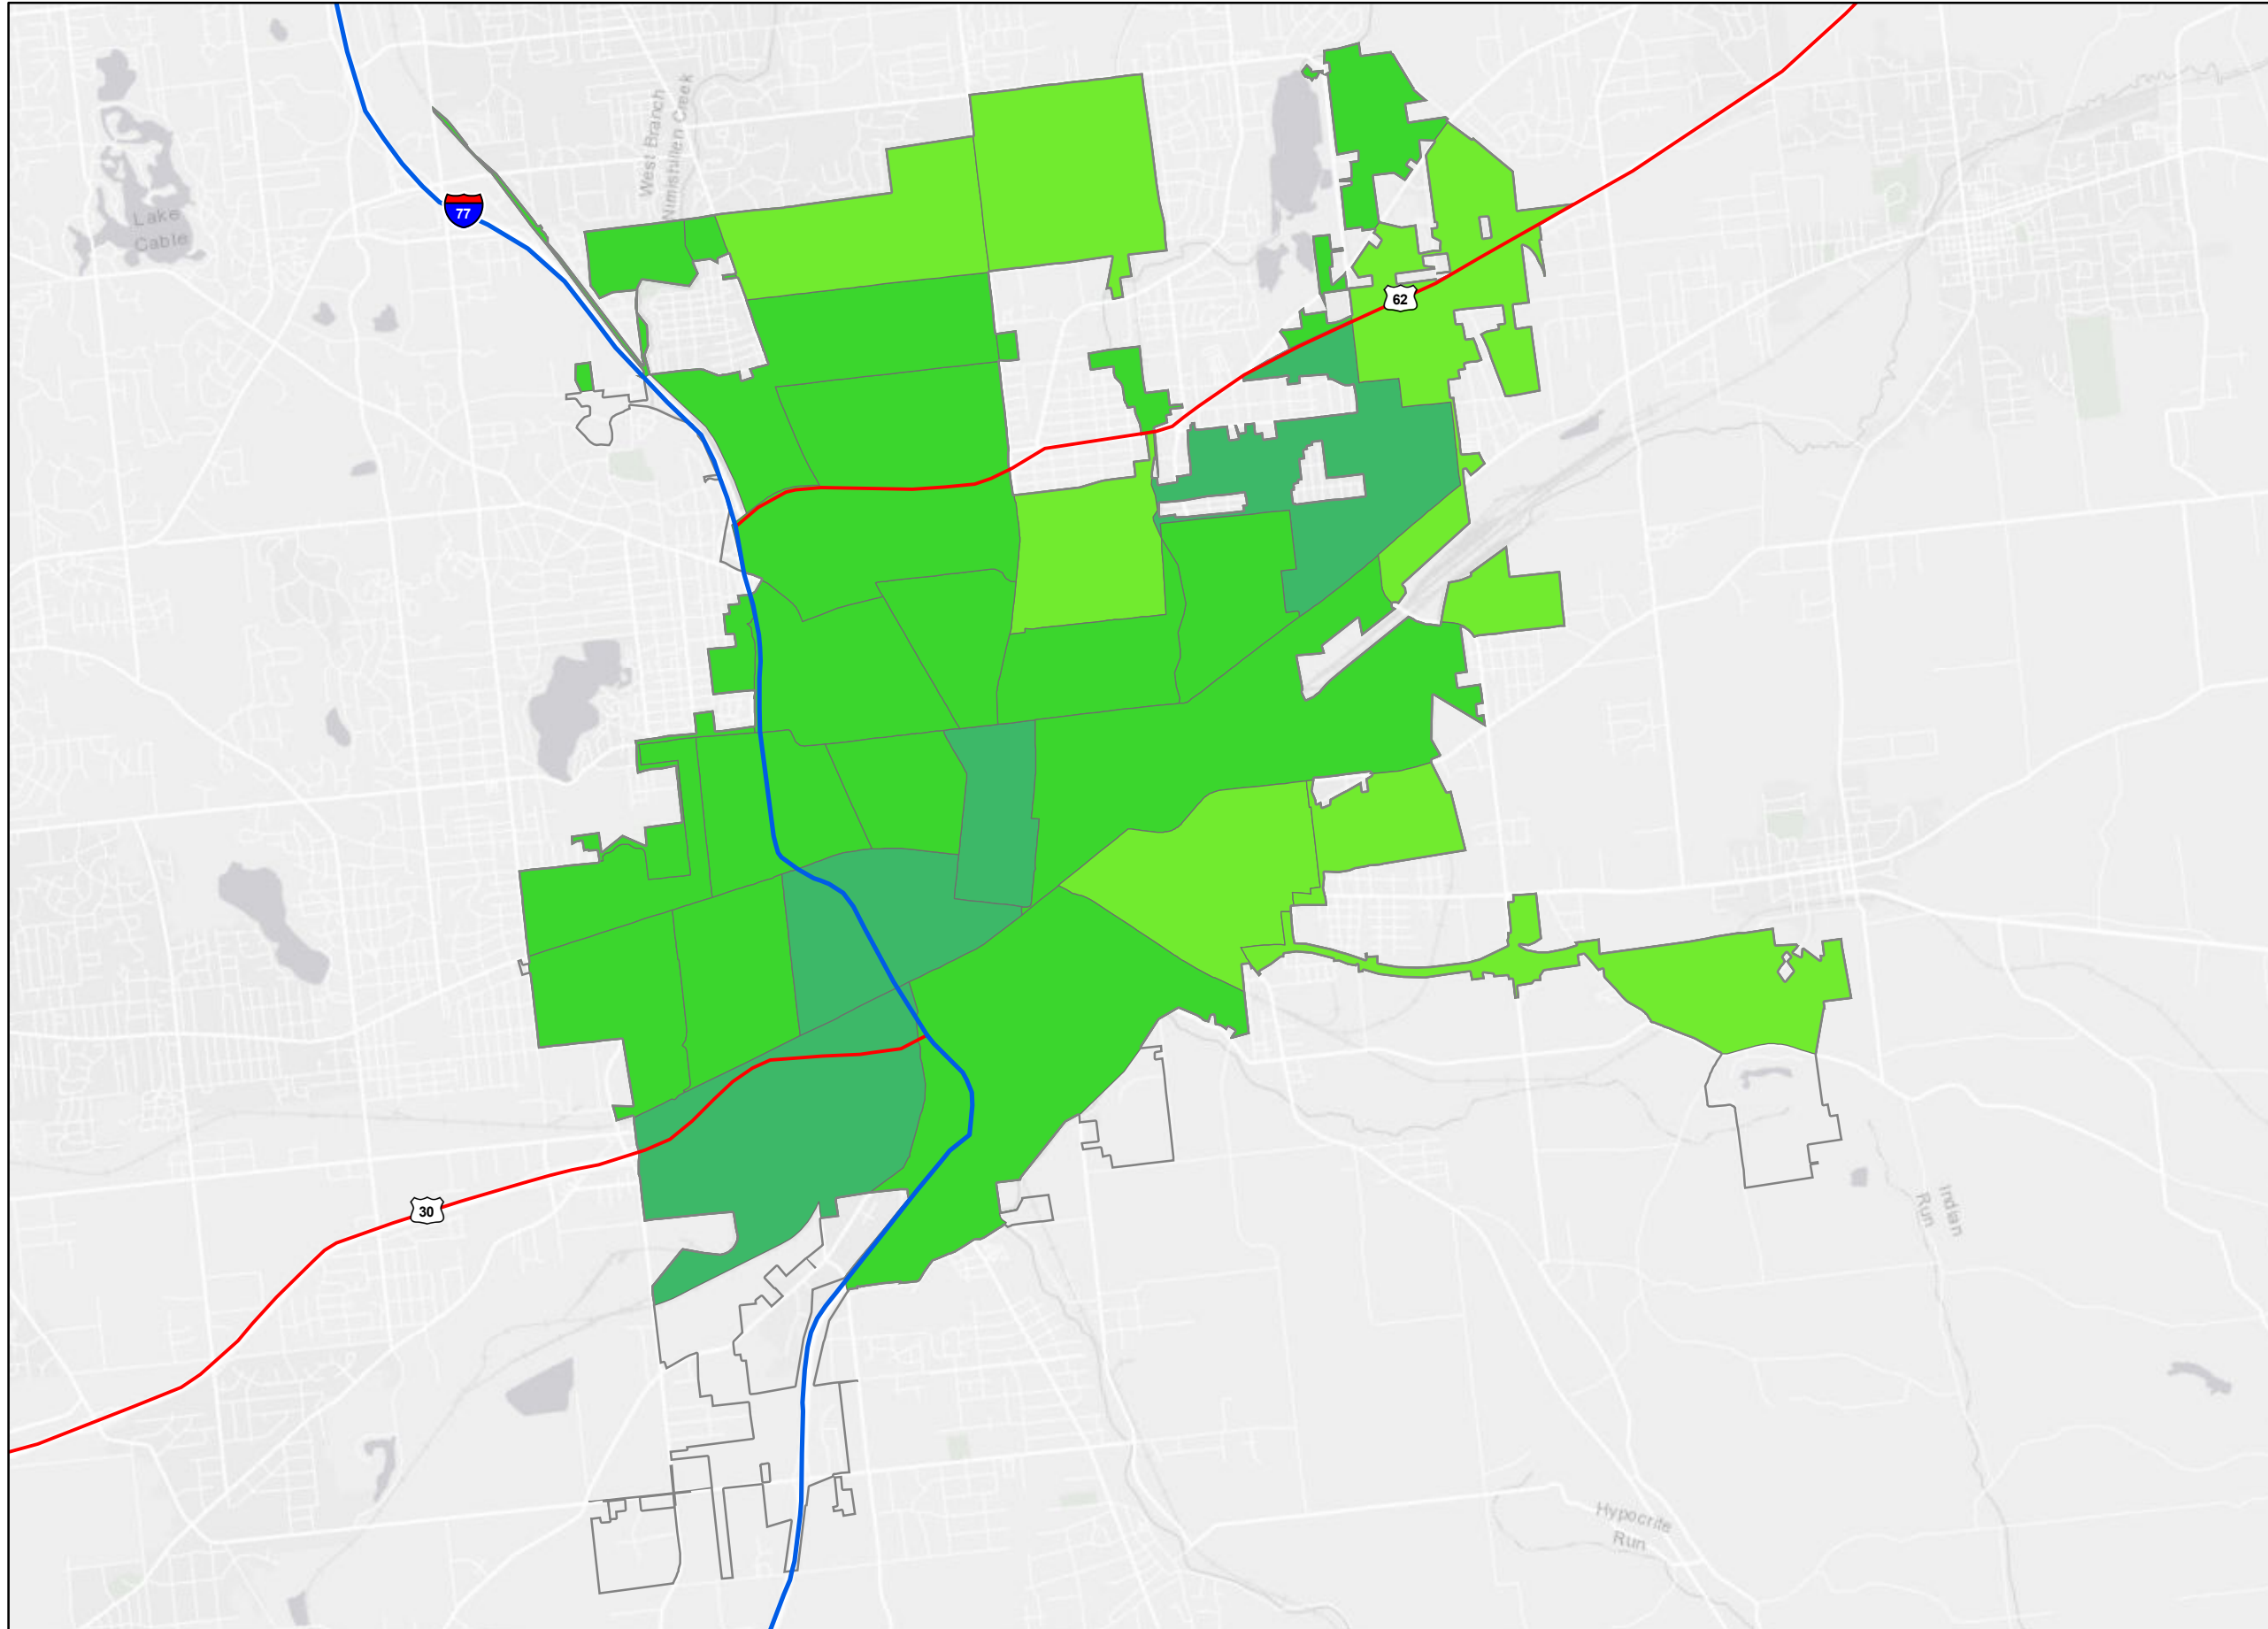 West Branch
Nimishillen Creek
77
Lake
Cable
62
30
Indian
Run
Hypocrite
Run